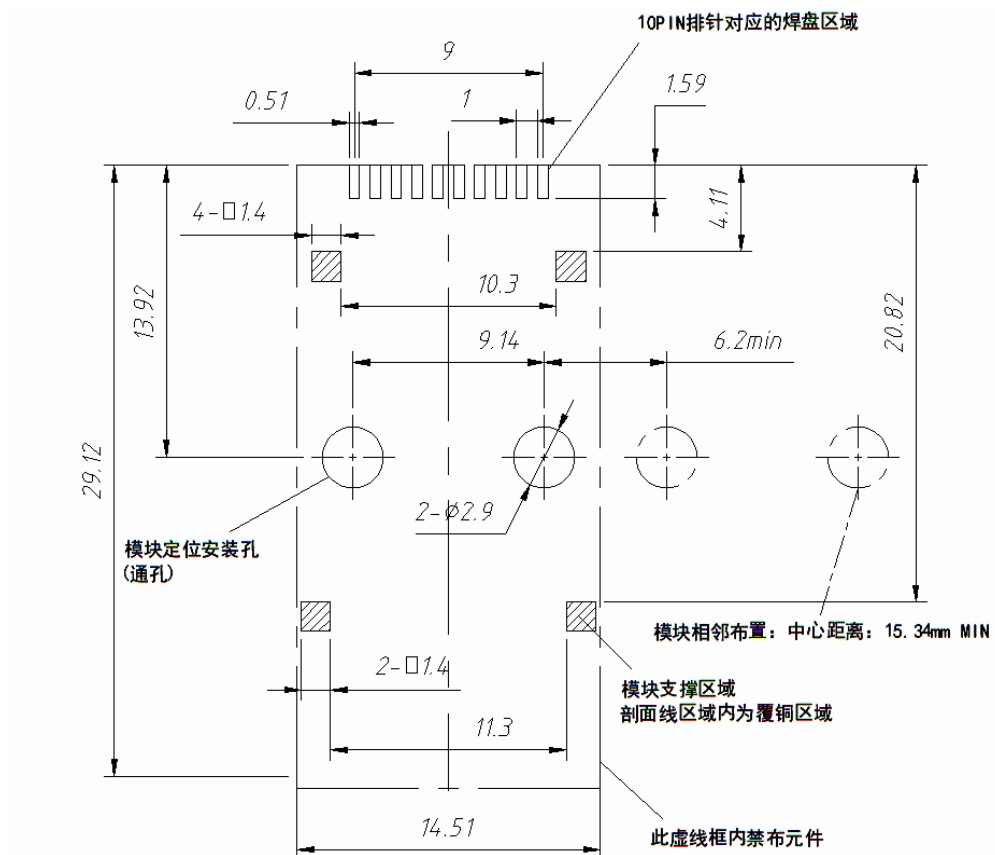 10PIN排针对应的焊盘区域
9
1.59
0.51
1
4-□1.4
4.11
10.3
13.92
20.82
9.14
6.2min
29.12
2-⌀2.9
模块定位安装孔
(通孔)
模块相邻布置：中心距离：15.34mm MIN
2-□1.4
模块支撑区域
剖面线区域内为覆铜区域
11.3
14.51
此虚线框内禁布元件